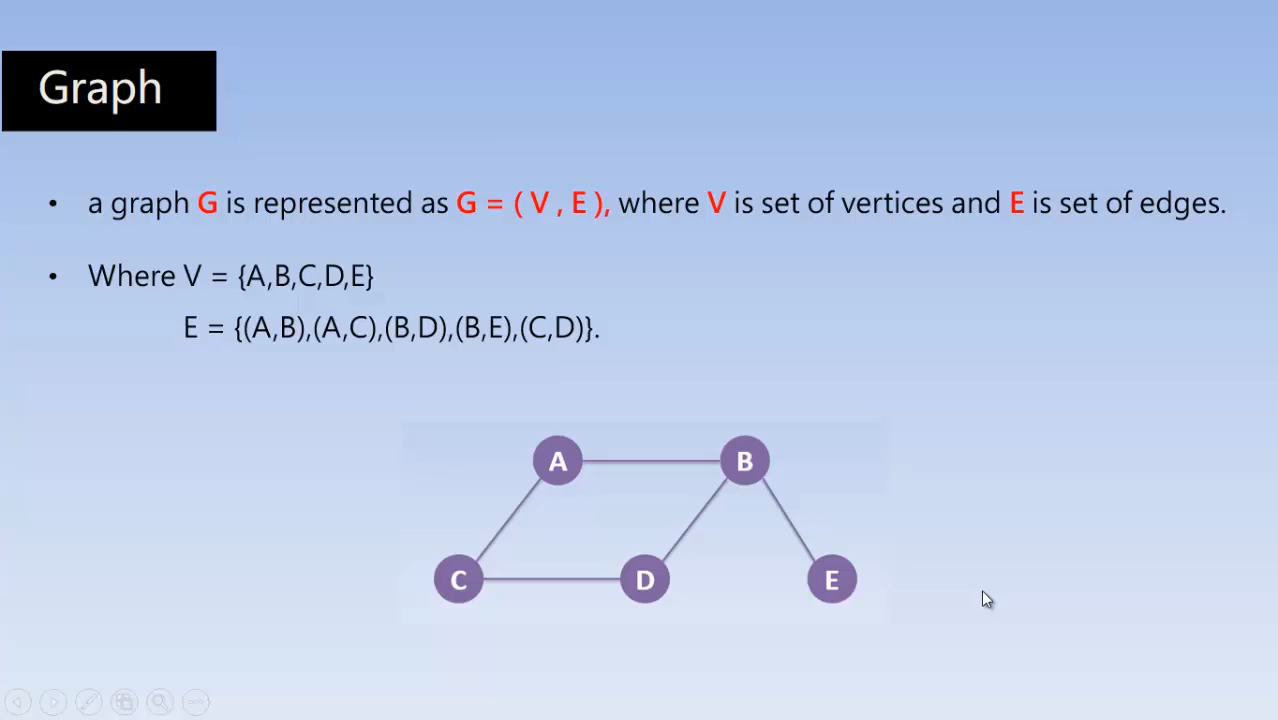 Graph
• a graph G is represented as G = ( V , E ), where V is set of vertices and E is set of edges.
• Where V = {A,B,C,D,E}
E = {(A,B),(A,C),(B,D),(B,E),(C,D)}.
A B
C D E